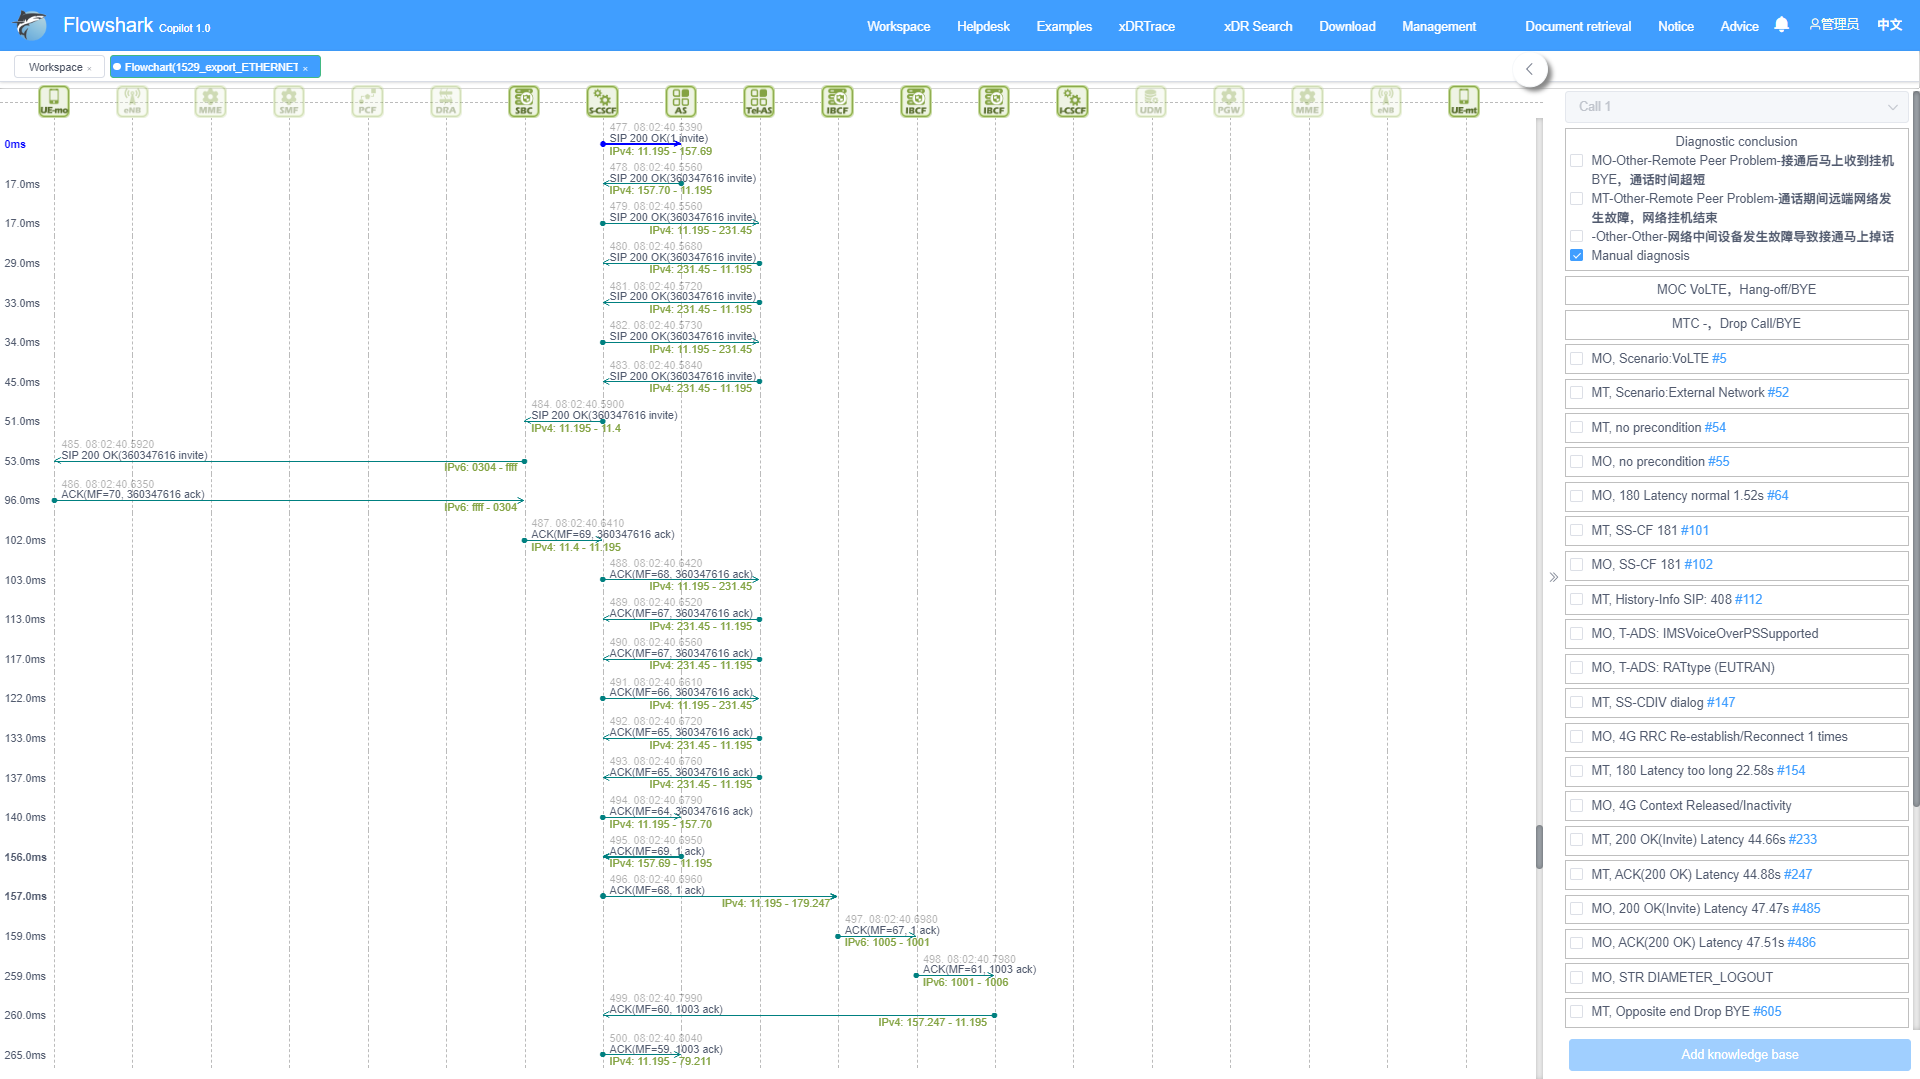 Flowshark Copilot 1.0
Workspace Helpdesk Examples xDRTrace xDR Search Download Management Document retrieval Notice Advice 管理员 中文
Workspace × Flowchart(1529_export_ETHERNET ×
UE-mo eNB MME SMF PCF DRA SBC S-CSCF AS Tel-AS IBCF IBCF IBCF I-CSCF UDM PGW MME eNB UE-mt
477. 08:02:40.5390
0ms SIP 200 OK(1 invite)
IPv4: 11.195 - 157.69
478. 08:02:40.5560
17.0ms SIP 200 OK(360347616 invite)
IPv4: 157.70 - 11.195
479. 08:02:40.5560
17.0ms SIP 200 OK(360347616 invite)
IPv4: 11.195 - 231.45
480. 08:02:40.5680
29.0ms SIP 200 OK(360347616 invite)
IPv4: 231.45 - 11.195
481. 08:02:40.5720
33.0ms SIP 200 OK(360347616 invite)
IPv4: 231.45 - 11.195
482. 08:02:40.5730
34.0ms SIP 200 OK(360347616 invite)
IPv4: 11.195 - 231.45
483. 08:02:40.5840
45.0ms SIP 200 OK(360347616 invite)
IPv4: 231.45 - 11.195
484. 08:02:40.5900
51.0ms SIP 200 OK(360347616 invite)
IPv4: 11.195 - 11.4
485. 08:02:40.5920
53.0ms SIP 200 OK(360347616 invite)
IPv6: 0304 - ffff
486. 08:02:40.6350
96.0ms ACK(MF=70, 360347616 ack)
IPv6: ffff - 0304
487. 08:02:40.6410
102.0ms ACK(MF=69, 360347616 ack)
IPv4: 11.4 - 11.195
488. 08:02:40.6420
103.0ms ACK(MF=68, 360347616 ack)
IPv4: 11.195 - 231.45
489. 08:02:40.6520
113.0ms ACK(MF=67, 360347616 ack)
IPv4: 231.45 - 11.195
490. 08:02:40.6560
117.0ms ACK(MF=67, 360347616 ack)
IPv4: 231.45 - 11.195
491. 08:02:40.6610
122.0ms ACK(MF=66, 360347616 ack)
IPv4: 11.195 - 231.45
492. 08:02:40.6720
133.0ms ACK(MF=65, 360347616 ack)
IPv4: 231.45 - 11.195
493. 08:02:40.6760
137.0ms ACK(MF=65, 360347616 ack)
IPv4: 231.45 - 11.195
494. 08:02:40.6790
140.0ms ACK(MF=64, 360347616 ack)
IPv4: 11.195 - 157.70
495. 08:02:40.6950
156.0ms ACK(MF=69, 1 ack)
IPv4: 157.69 - 11.195
496. 08:02:40.6960
157.0ms ACK(MF=68, 1 ack)
IPv4: 11.195 - 179.247
497. 08:02:40.6980
159.0ms ACK(MF=67, 1 ack)
IPv6: 1005 - 1001
498. 08:02:40.7980
259.0ms ACK(MF=61, 1003 ack)
IPv6: 1001 - 1006
499. 08:02:40.7990
260.0ms ACK(MF=60, 1003 ack)
IPv4: 157.247 - 11.195
500. 08:02:40.8040
265.0ms ACK(MF=59, 1003 ack)
IPv4: 11.195 - 79.211
Call 1
Diagnostic conclusion
MO-Other-Remote Peer Problem-接通后马上收到挂机
BYE，通话时间超短
MT-Other-Remote Peer Problem-通话期间远端网络发
生故障，网络挂机结束
-Other-Other-网络中间设备发生故障导致接通马上掉话
Manual diagnosis
MOC VoLTE，Hang-off/BYE
MTC -，Drop Call/BYE
MO, Scenario:VoLTE #5
MT, Scenario:External Network #52
MT, no precondition #54
MO, no precondition #55
MO, 180 Latency normal 1.52s #64
MT, SS-CF 181 #101
MO, SS-CF 181 #102
MT, History-Info SIP: 408 #112
MO, T-ADS: IMSVoiceOverPSSupported
MO, T-ADS: RATtype (EUTRAN)
MT, SS-CDIV dialog #147
MO, 4G RRC Re-establish/Reconnect 1 times
MT, 180 Latency too long 22.58s #154
MO, 4G Context Released/Inactivity
MT, 200 OK(Invite) Latency 44.66s #233
MT, ACK(200 OK) Latency 44.88s #247
MO, 200 OK(Invite) Latency 47.47s #485
MO, ACK(200 OK) Latency 47.51s #486
MO, STR DIAMETER_LOGOUT
MT, Opposite end Drop BYE #605
Add knowledge base